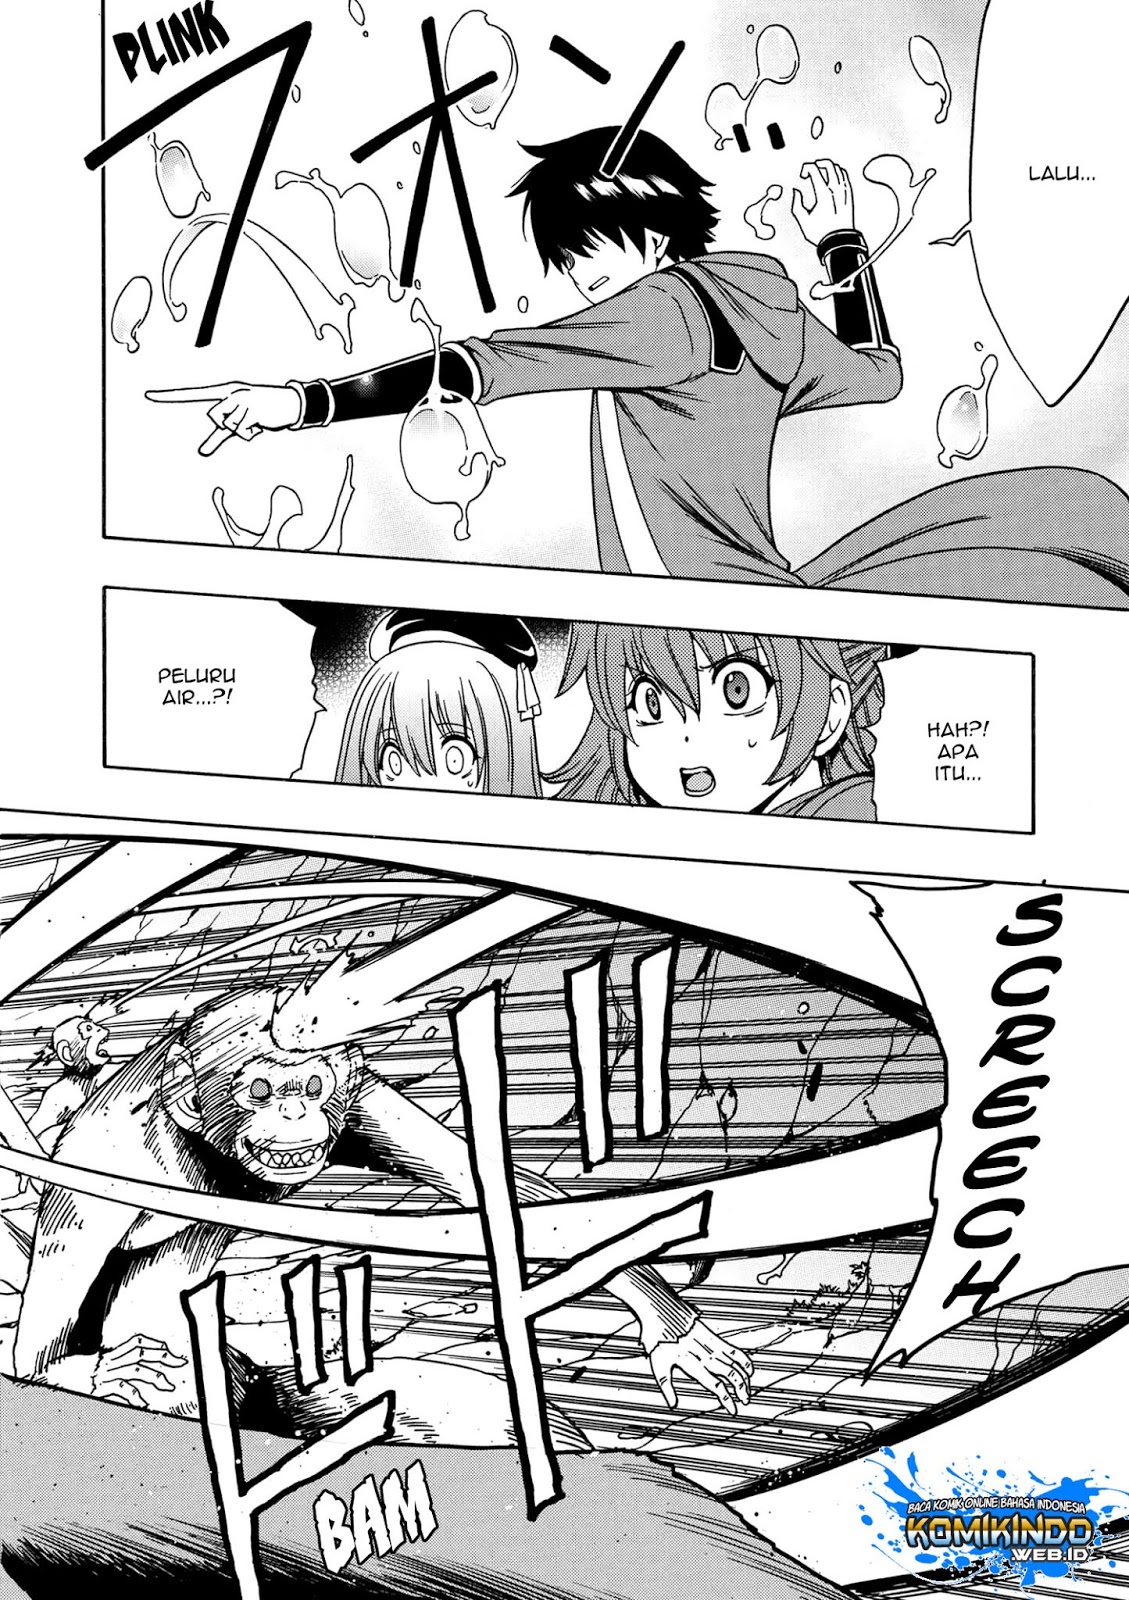 PLINK
フオン
LALU...
HAH?!
APA
ITU...
PELURU
AIR...?!
SCREECH
ドド
BAM
BACA KOMIK ONLINE BAHASA INDONESIA
KOMIKINDO
WEB.ID